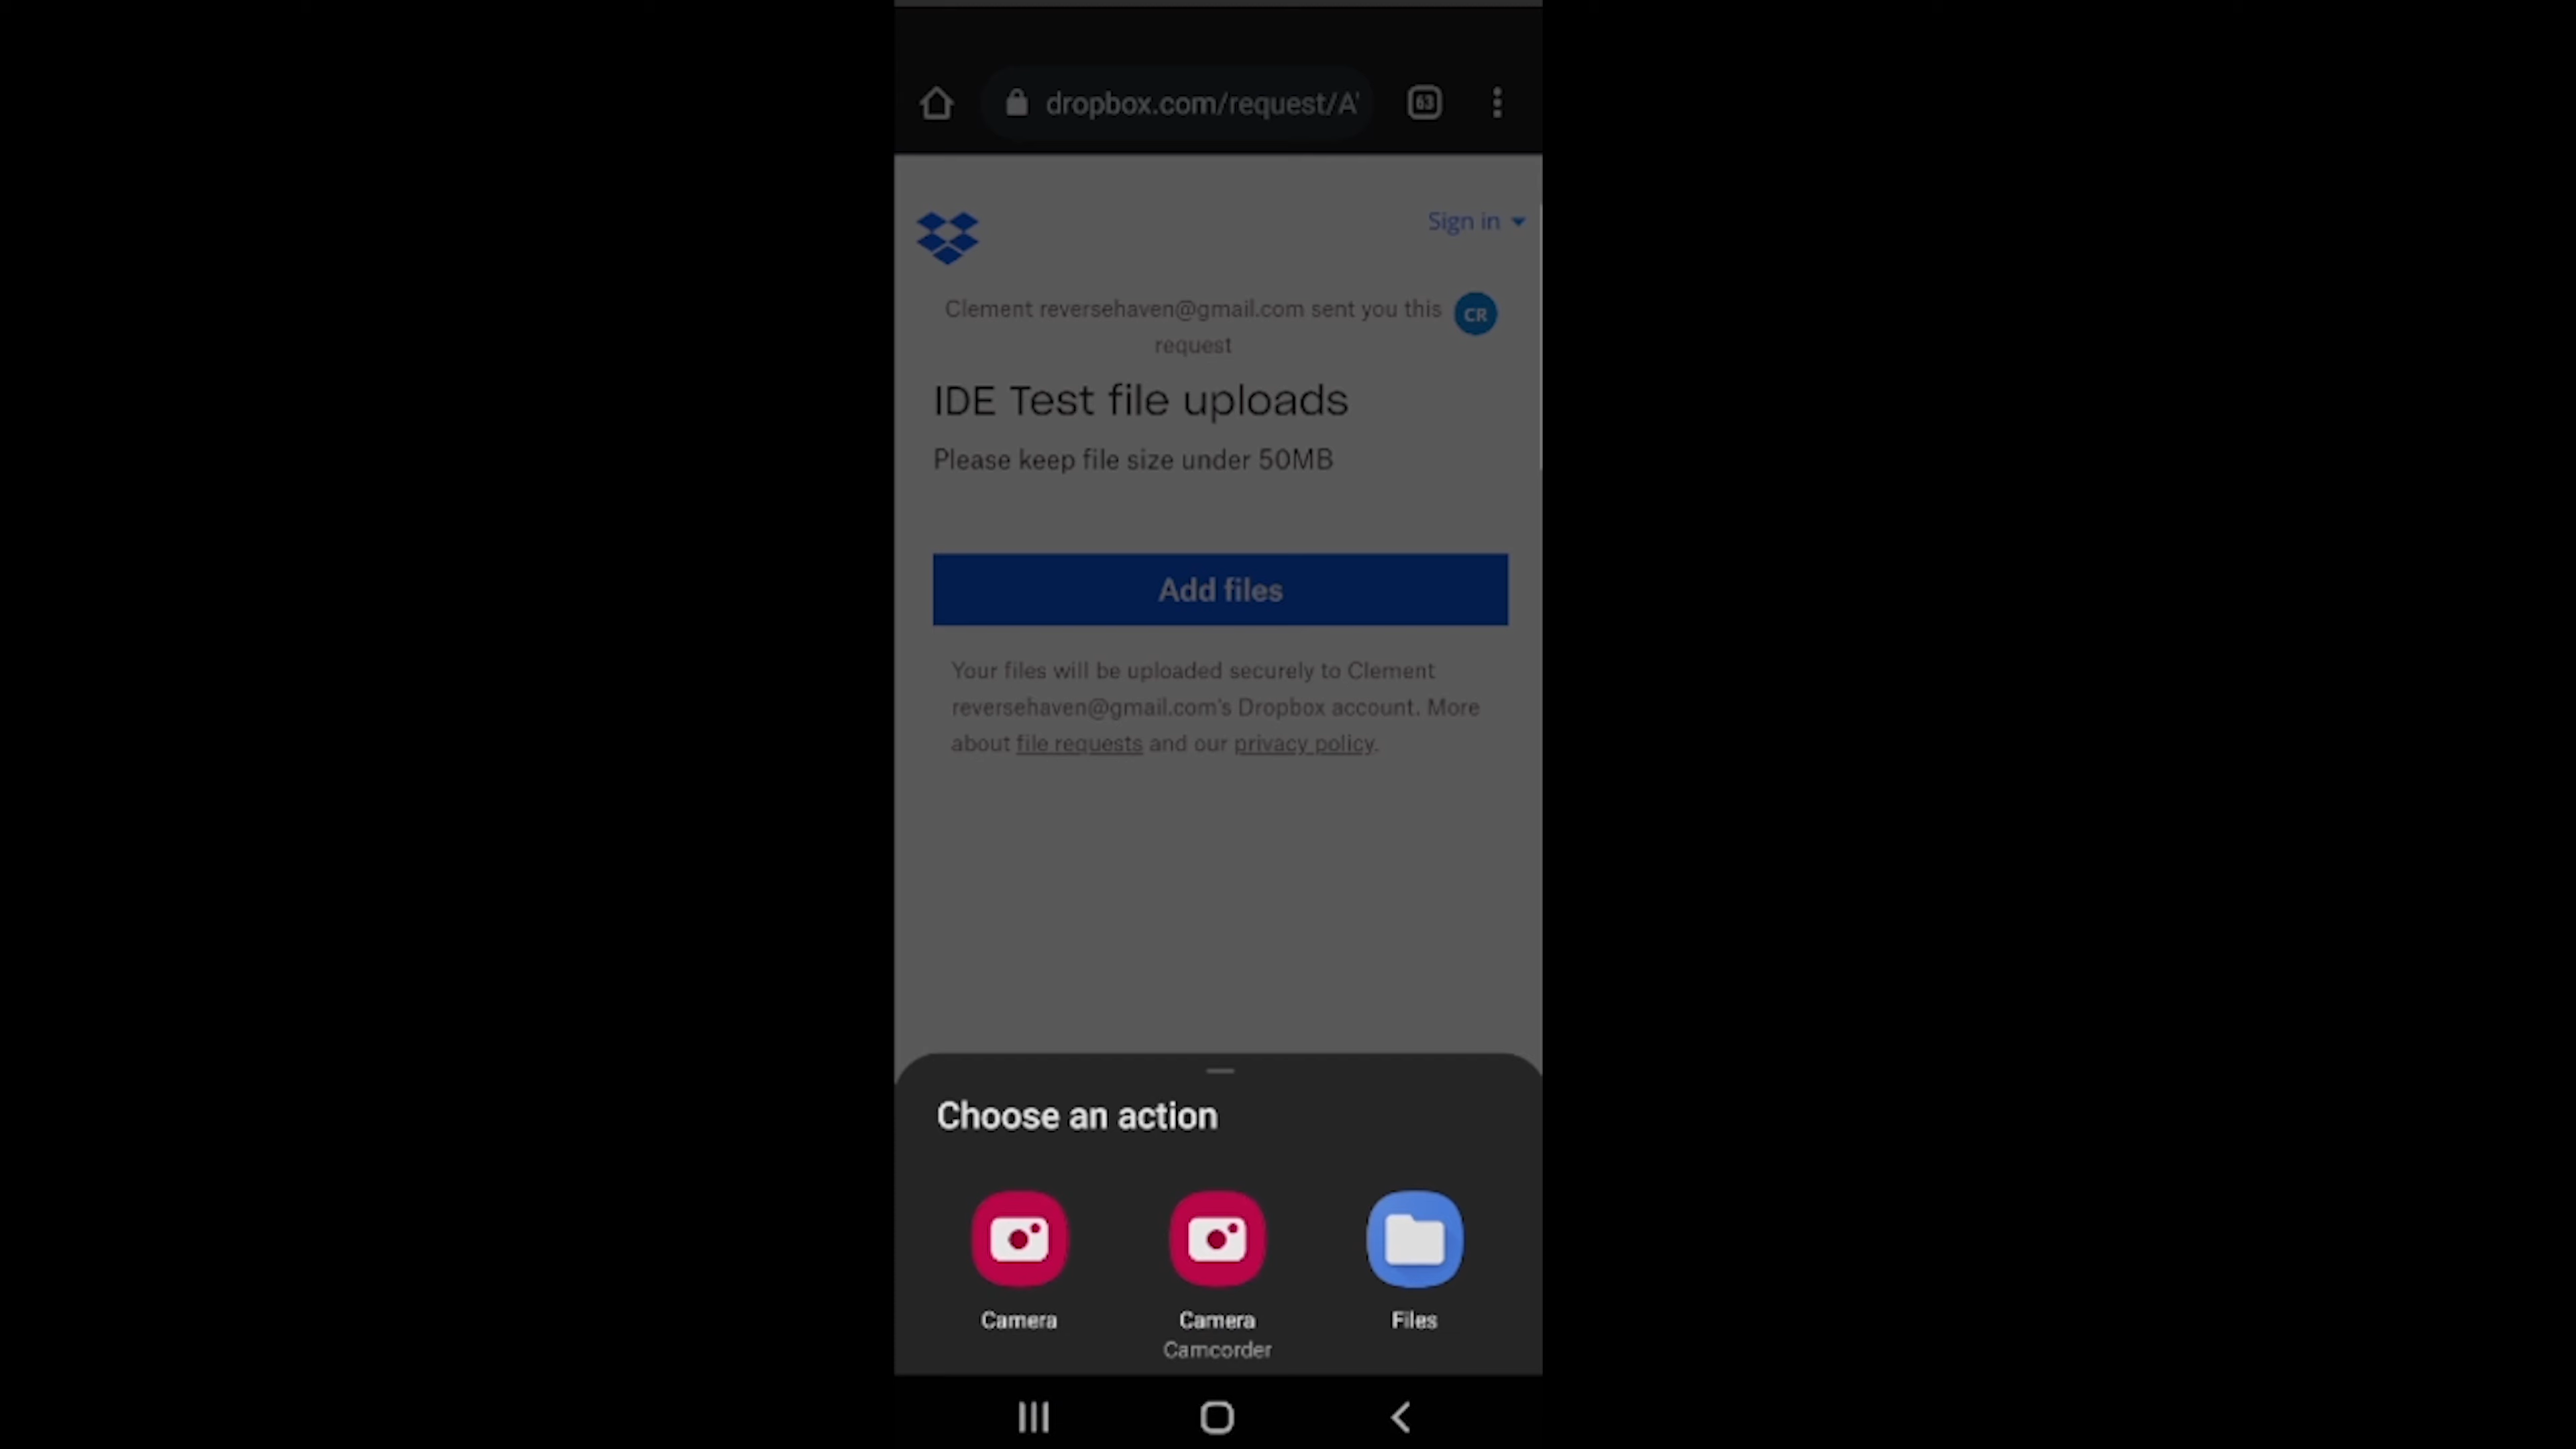 dropbox.com/request/A'
63
Sign in
Clement reversehaven@gmail.com sent you this
request
CR
IDE Test file uploads
Please keep file size under 50MB
Add files
Your files will be uploaded securely to Clement
reversehaven@gmail.com's Dropbox account. More
about file requests and our privacy policy.
Choose an action
Camera
Camera
Files
Camcorder